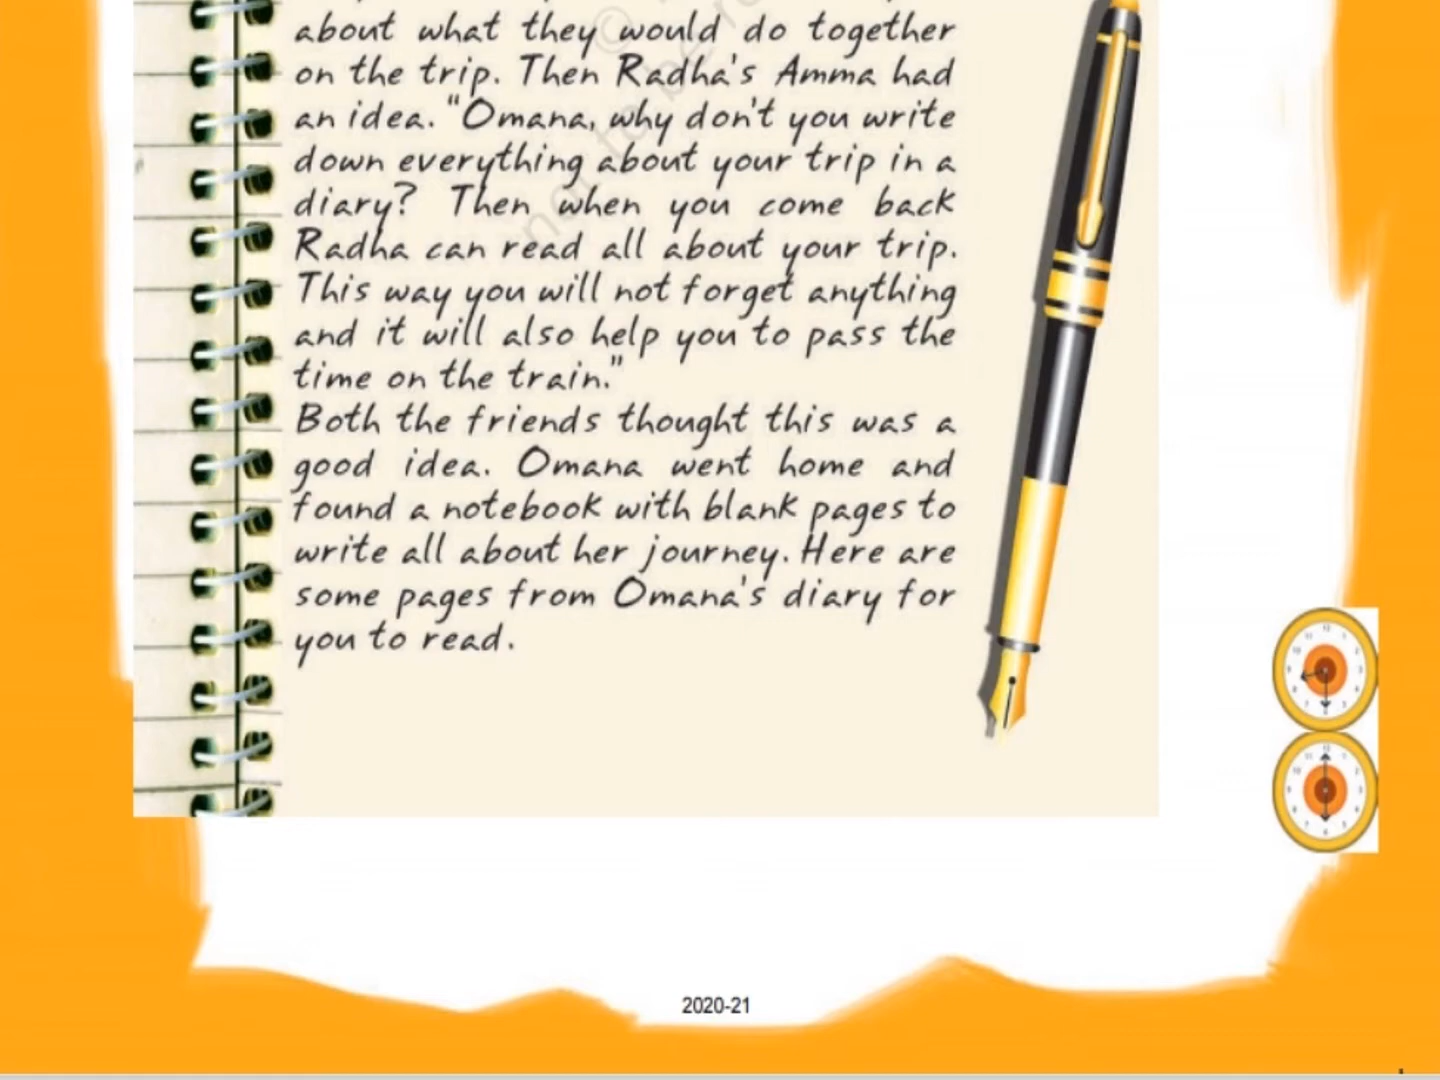 about what they would do together
on the trip. Then Radha's Amma had
an idea. "Omana, why don't you write
down everything about your trip in a
diary? Then when you come back
Radha can read all about your trip.
This way you will not forget anything
and it will also help you to pass the
time on the train."
Both the friends thought this was a
good idea. Omana went home and
found a notebook with blank pages to
write all about her journey. Here are
some pages from Omana's diary for
you to read.
2020-21